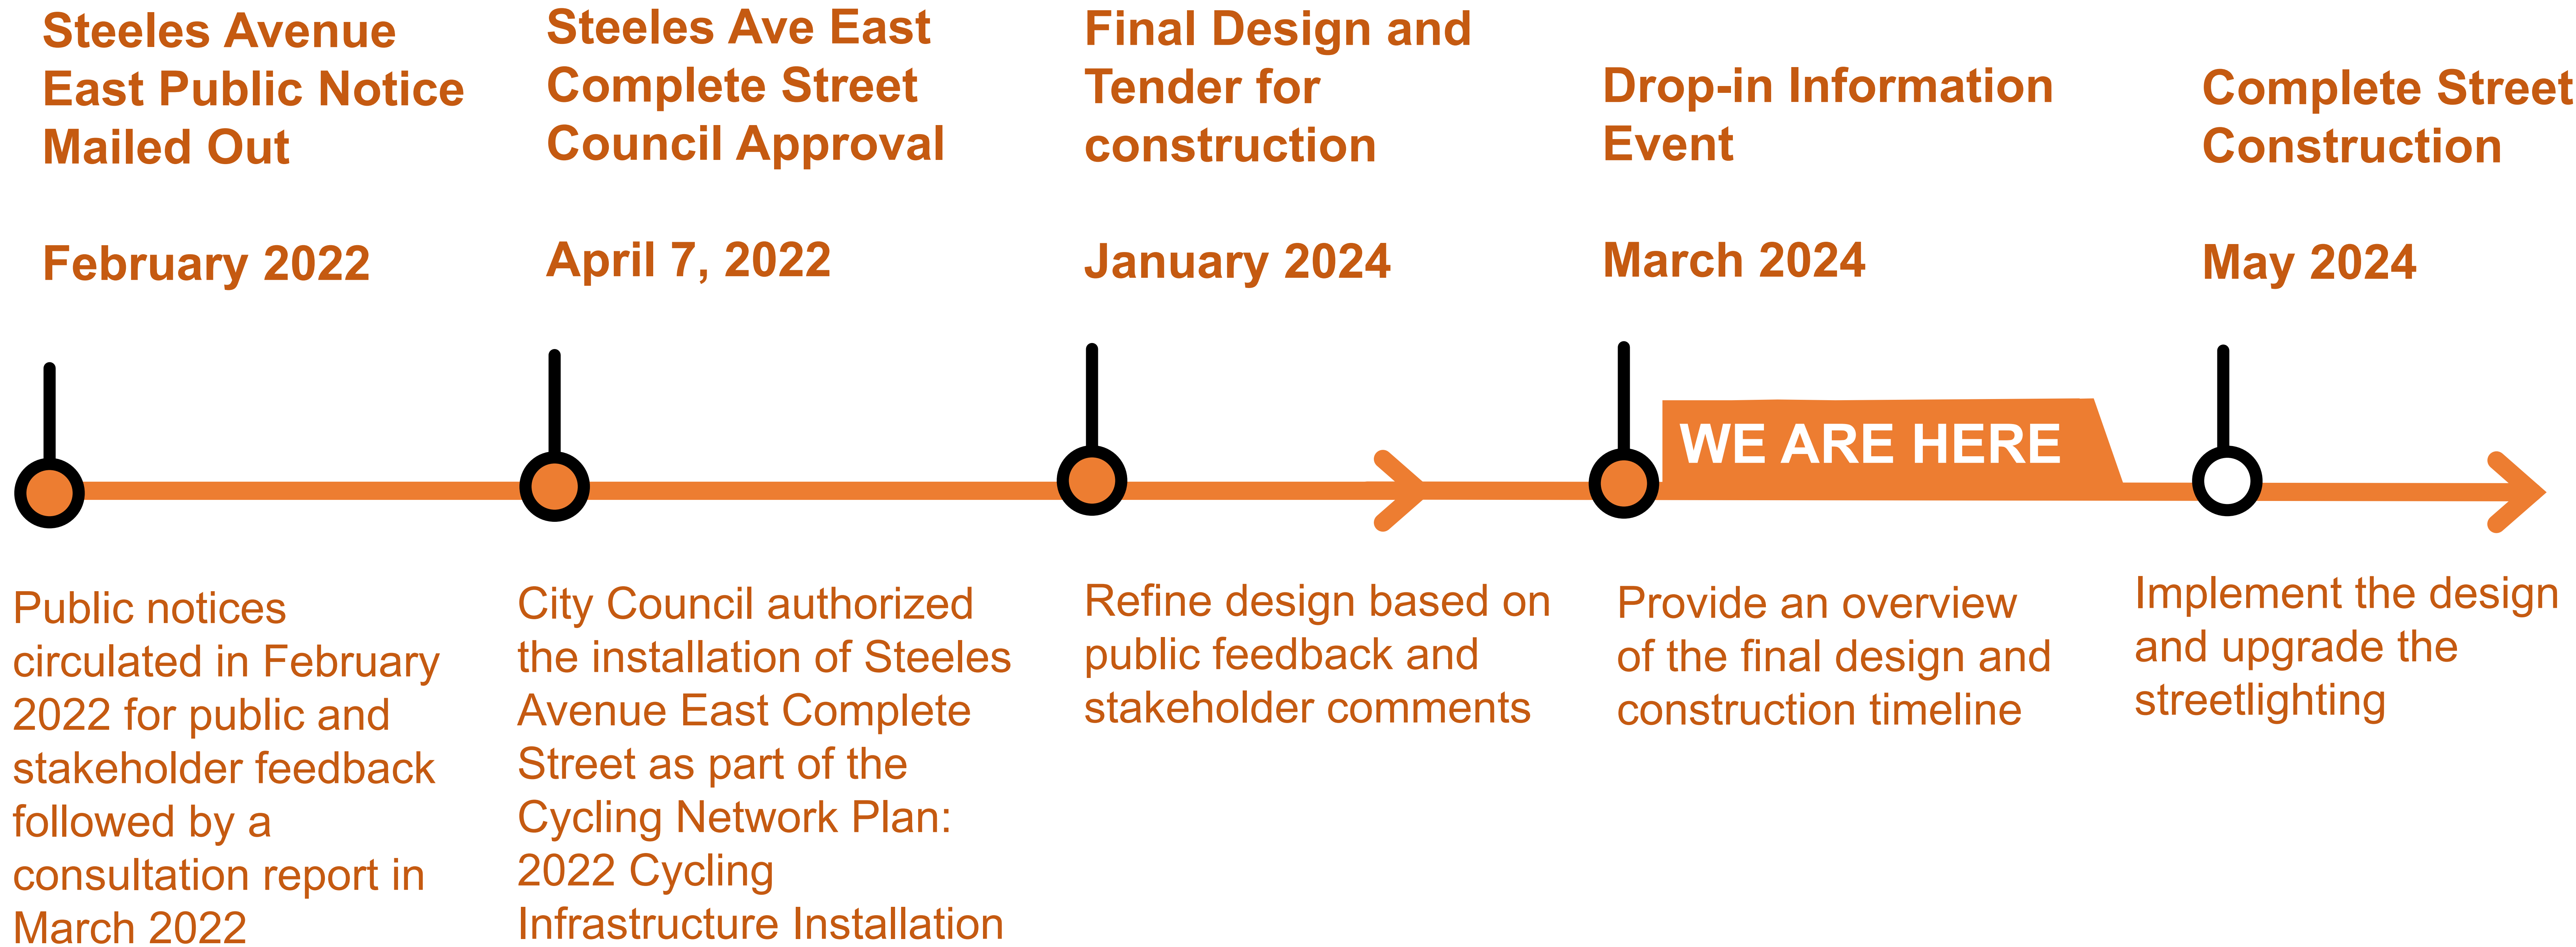 Steeles Avenue
East Public Notice
Mailed Out
February 2022
Steeles Ave East
Complete Street
Council Approval
April 7, 2022
Final Design and
Tender for
construction
January 2024
Drop-in Information
Event
March 2024
Complete Street
Construction
May 2024
WE ARE HERE
Public notices
circulated in February
2022 for public and
stakeholder feedback
followed by a
consultation report in
March 2022
City Council authorized
the installation of Steeles
Avenue East Complete
Street as part of the
Cycling Network Plan:
2022 Cycling
Infrastructure Installation
Refine design based on
public feedback and
stakeholder comments
Provide an overview
of the final design and
construction timeline
Implement the design
and upgrade the
streetlighting